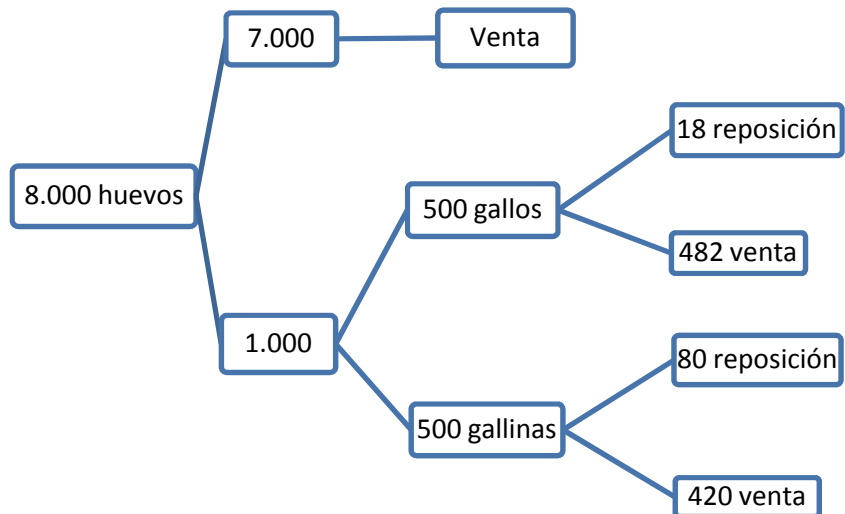 7.000
Venta
18 reposición
8.000 huevos
500 gallos
482 venta
1.000
80 reposición
500 gallinas
420 venta